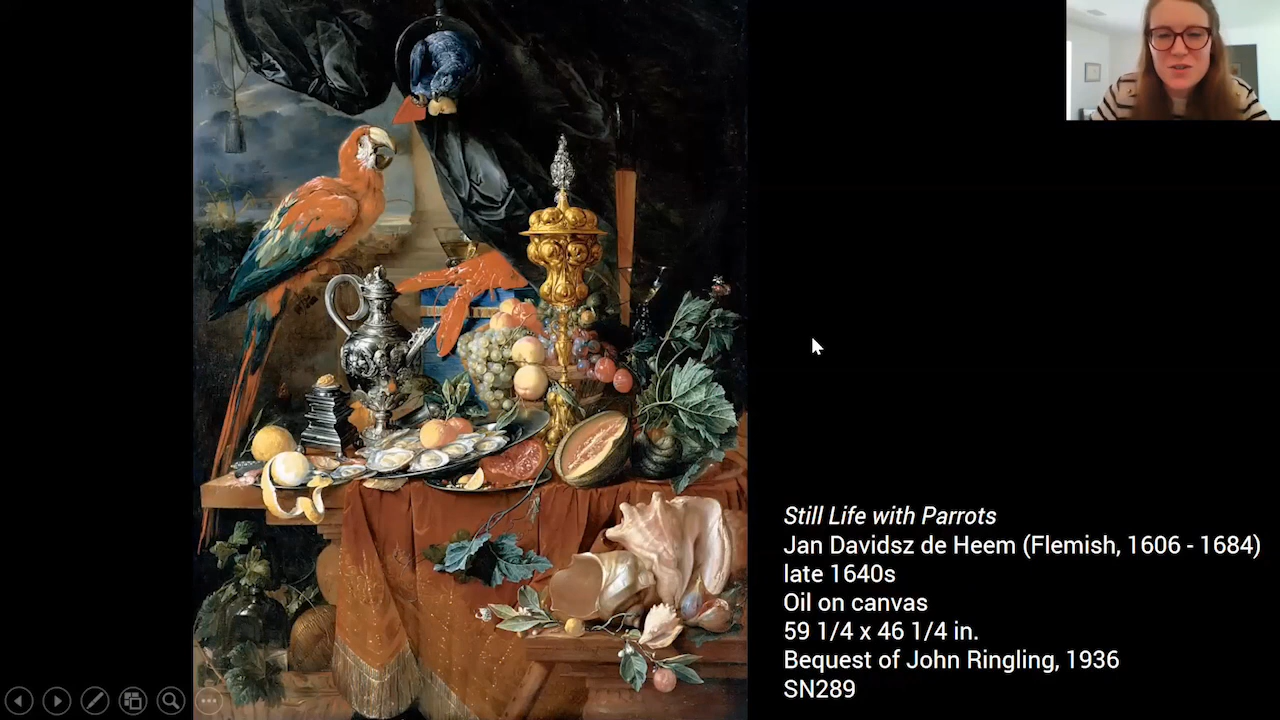 Still Life with Parrots
Jan Davidsz de Heem (Flemish, 1606 - 1684)
late 1640s
Oil on canvas
59 1/4 x 46 1/4 in.
Bequest of John Ringling, 1936
SN289